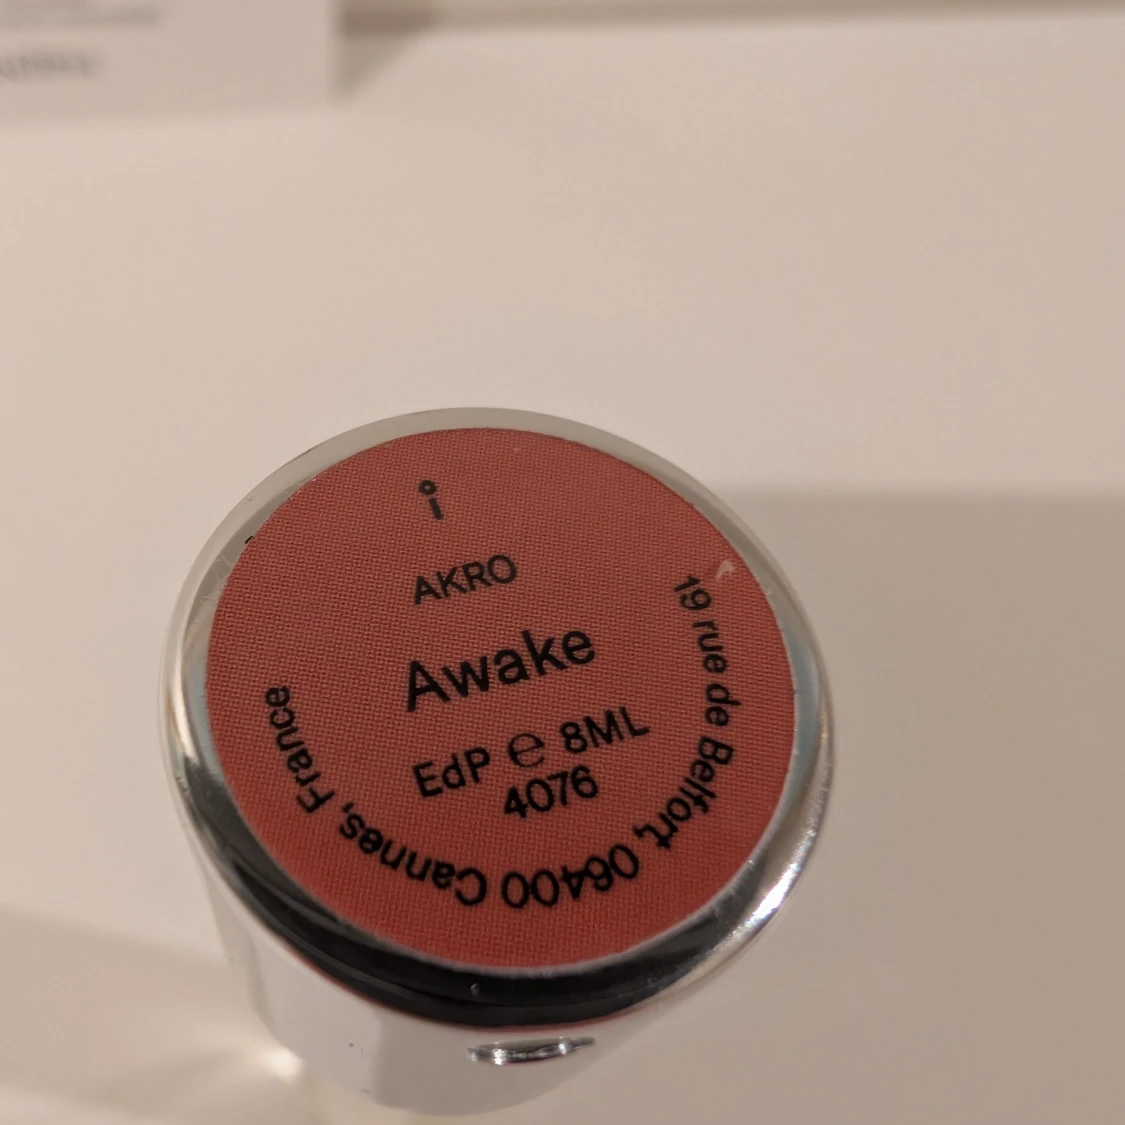 AKRO
Awake
EdP ℮ 8ML
4076
19 rue de Belfort, 06400 Cannes, France